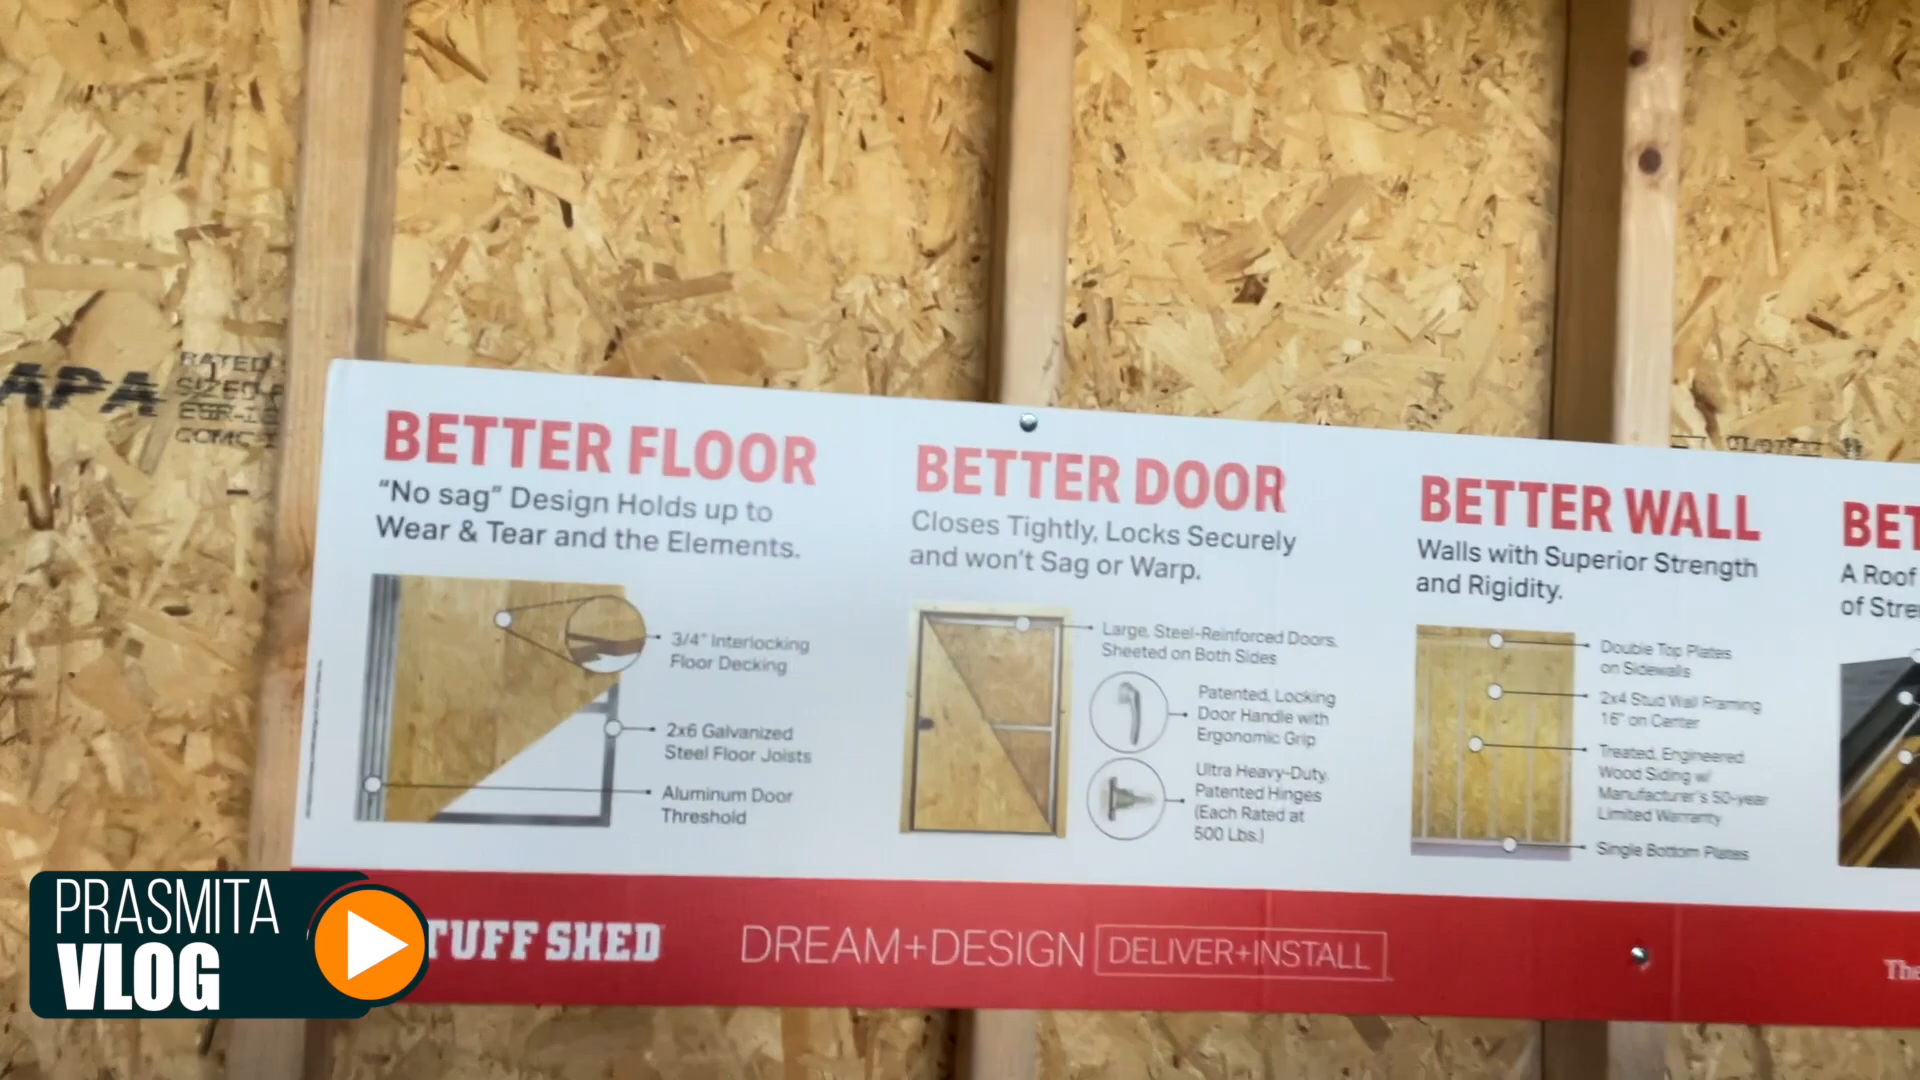 APA
RATED
BETTER FLOOR
“No sag” Design Holds up to
Wear & Tear and the Elements.
3/4" Interlocking
Floor Decking
2x6 Galvanized
Steel Floor Joists
Aluminum Door
Threshold
BETTER DOOR
Closes Tightly, Locks Securely
and won't Sag or Warp.
Large, Steel-Reinforced Doors,
Sheeted on Both Sides
Patented, Locking
Door Handle with
Ergonomic Grip
Ultra Heavy-Duty
Patented Hinges
(Each Rated at
500 Lbs.)
BETTER WALL
Walls with Superior Strength
and Rigidity.
Double Top Plates
on Sidewalls
2x4 Stud Wall Framing
16" on Center
Treated, Engineered
Wood Siding w/
Manufacturer's 50-year
Limited Warranty
Single Bottom Plates
BET
A Roof
of Stre
TUFF SHED
DREAM+DESIGN DELIVER+INSTALL
The
PRASMITA
VLOG